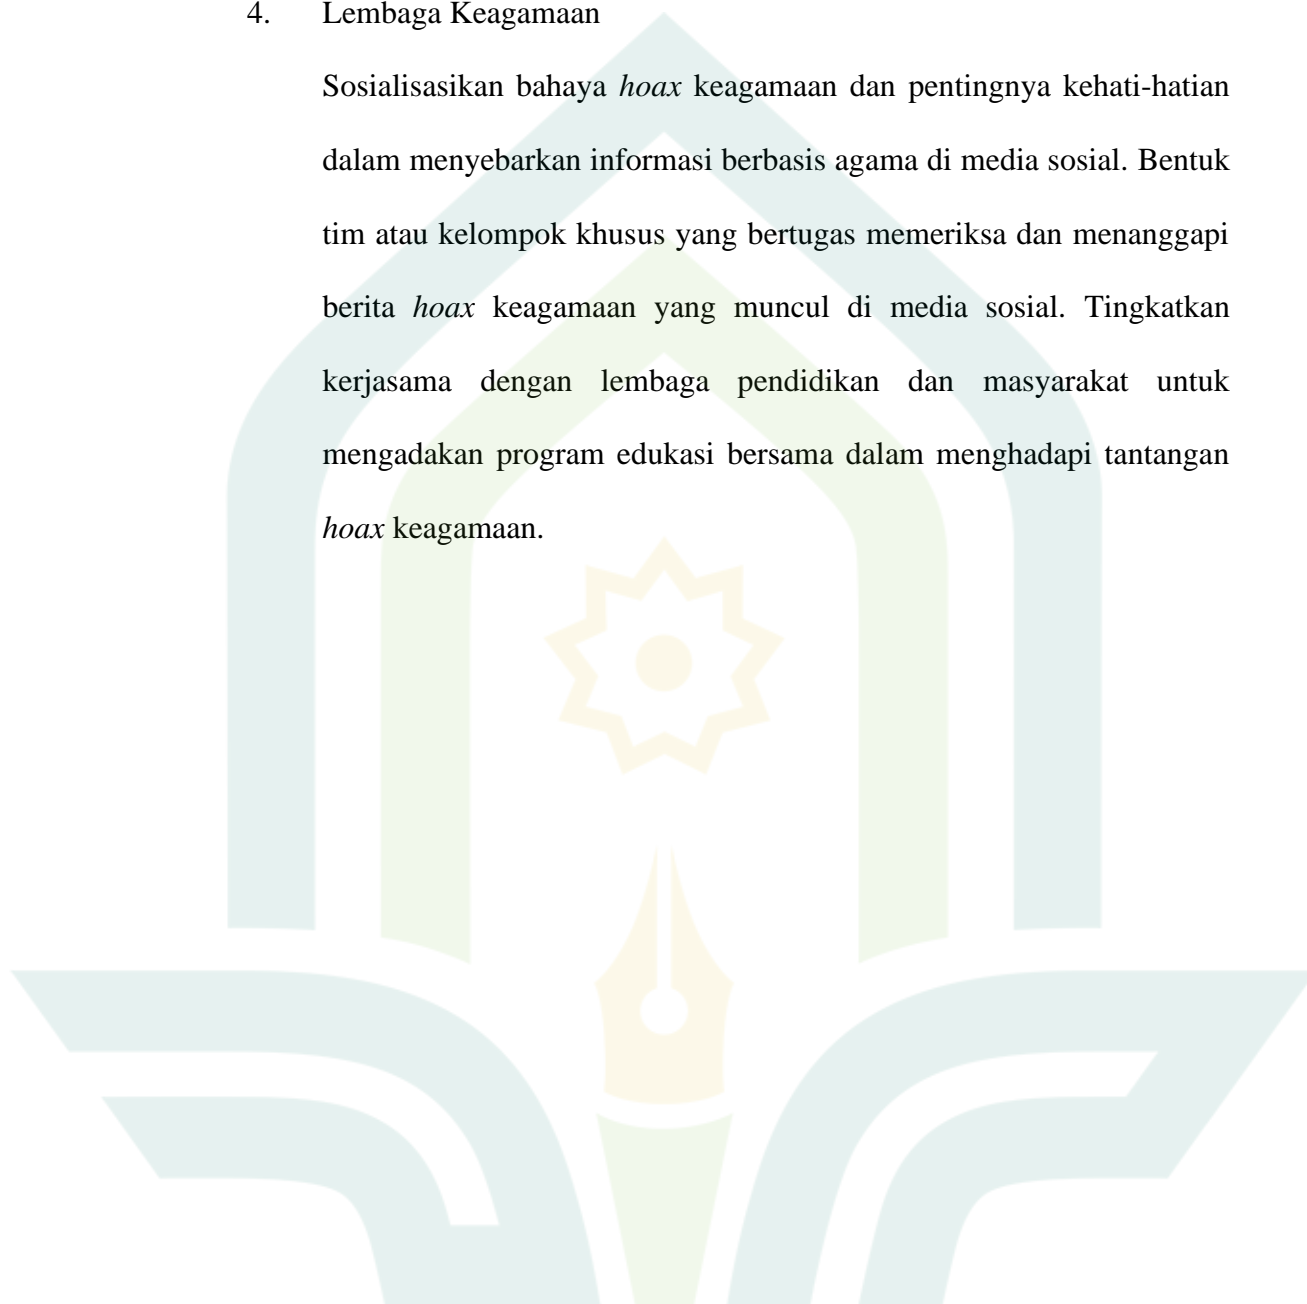 4. Lembaga Keagamaan
Sosialisasikan bahaya hoax keagamaan dan pentingnya kehati-hatian
dalam menyebarkan informasi berbasis agama di media sosial. Bentuk
tim atau kelompok khusus yang bertugas memeriksa dan menanggapi
berita hoax keagamaan yang muncul di media sosial. Tingkatkan
kerjasama dengan lembaga pendidikan dan masyarakat untuk
mengadakan program edukasi bersama dalam menghadapi tantangan
hoax keagamaan.